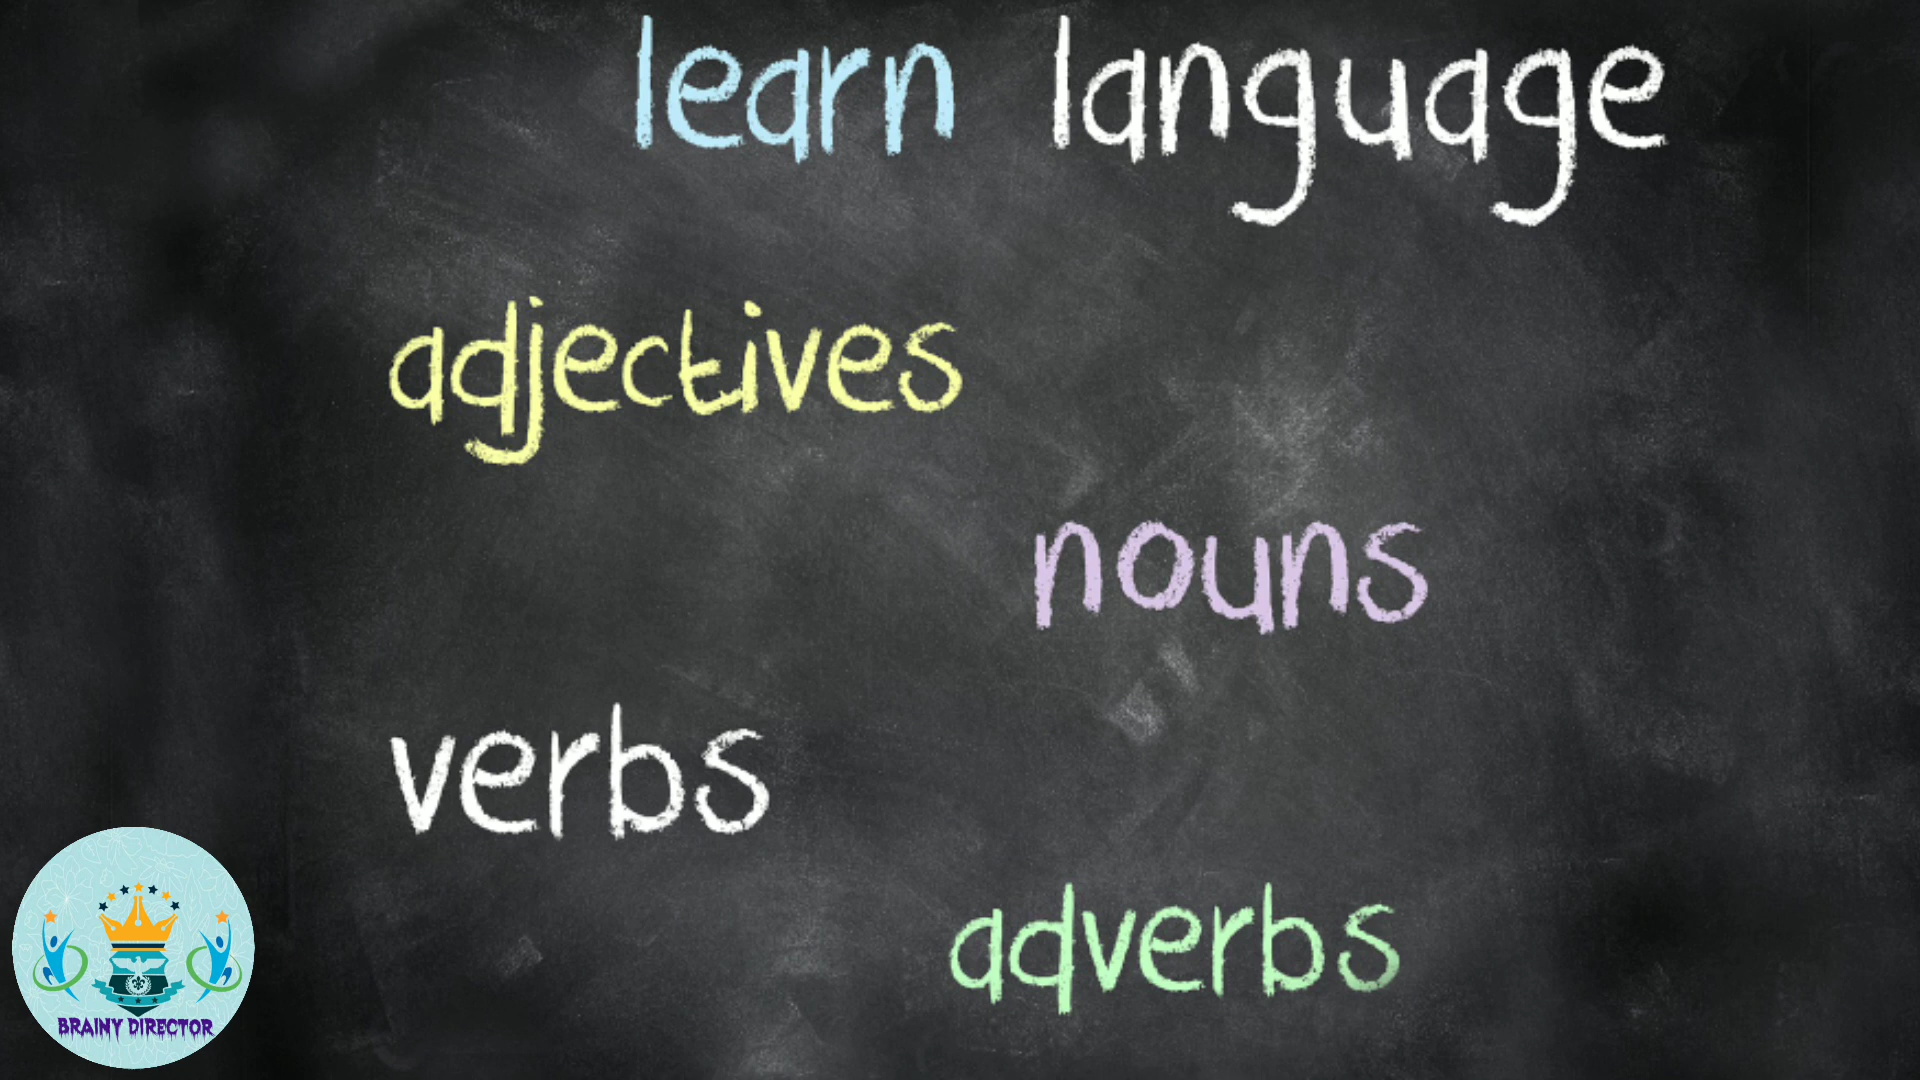 learn language
adjectives
nouns
verbs
adverbs
BRAINY DIRECTOR